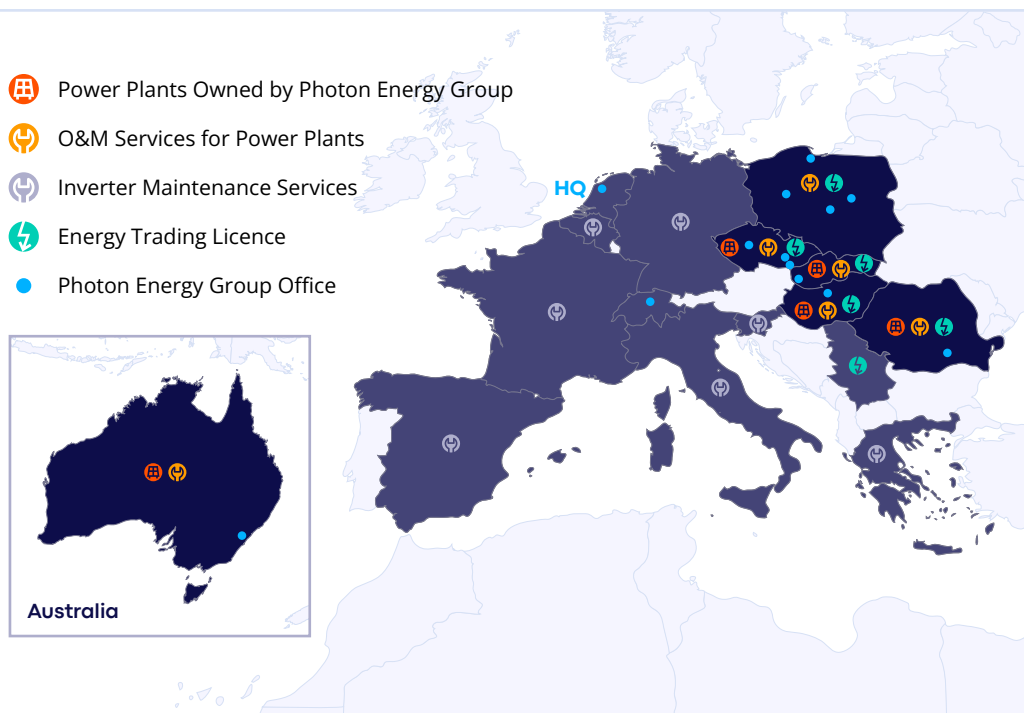 Power Plants Owned by Photon Energy Group
O&M Services for Power Plants
Inverter Maintenance Services
HQ
Energy Trading Licence
Photon Energy Group Office
Australia